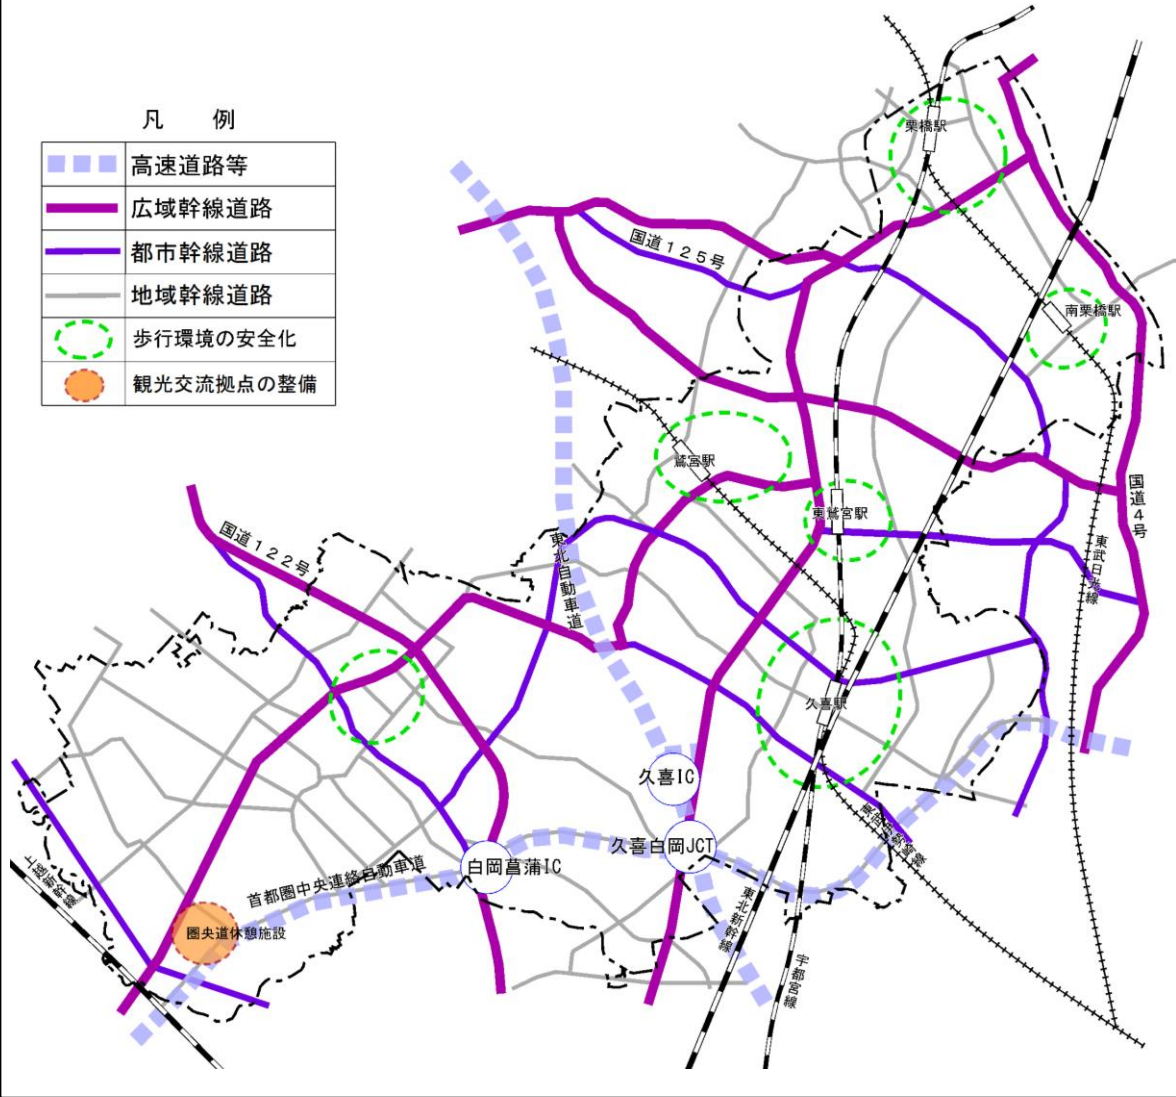 凡　例
高速道路等
広域幹線道路
都市幹線道路
地域幹線道路
歩行環境の安全化
観光交流拠点の整備
栗橋駅
国道125号
南栗橋駅
鷲宮駅
東鷲宮駅
国道4号
国道122号
東北自動車道
東武日光線
久喜駅
久喜IC
久喜白岡JCT
東武伊勢崎線
白岡菖蒲IC
首都圏中央連絡自動車道
上越新幹線
圏央道休憩施設
東北新幹線
宇都宮線